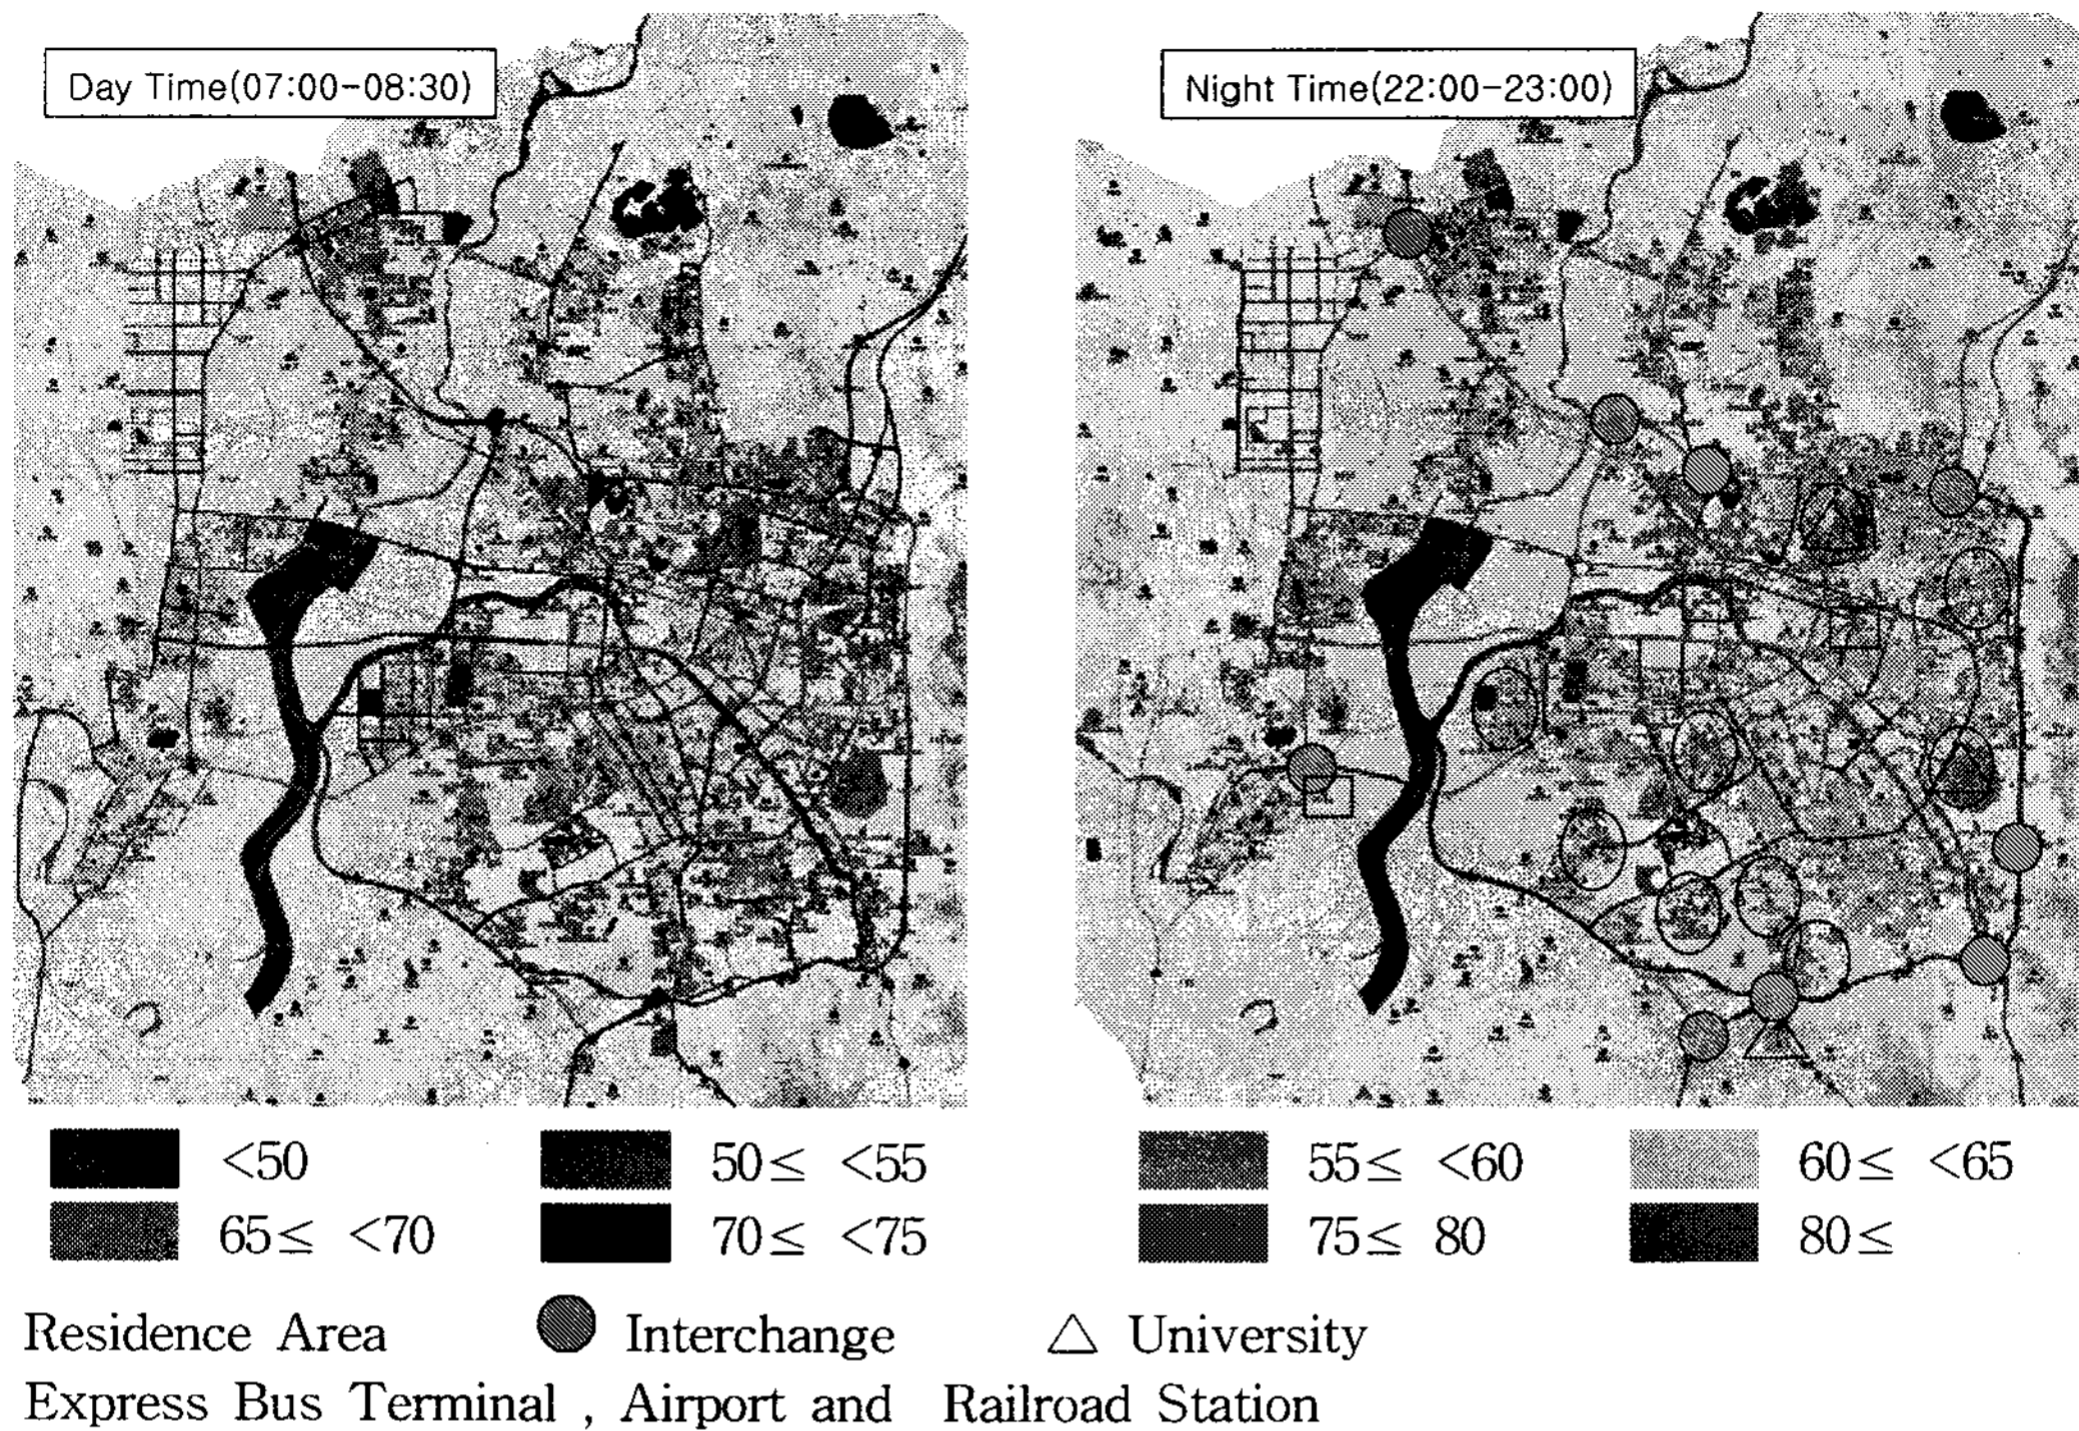 Day Time(07:00-08:30)
Night Time(22:00-23:00)
<50 50≤ <55 55≤ <60 60≤ <65
65≤ <70 70≤ <75 75≤ 80 80≤
Residence Area Interchange △ University
Express Bus Terminal , Airport and Railroad Station